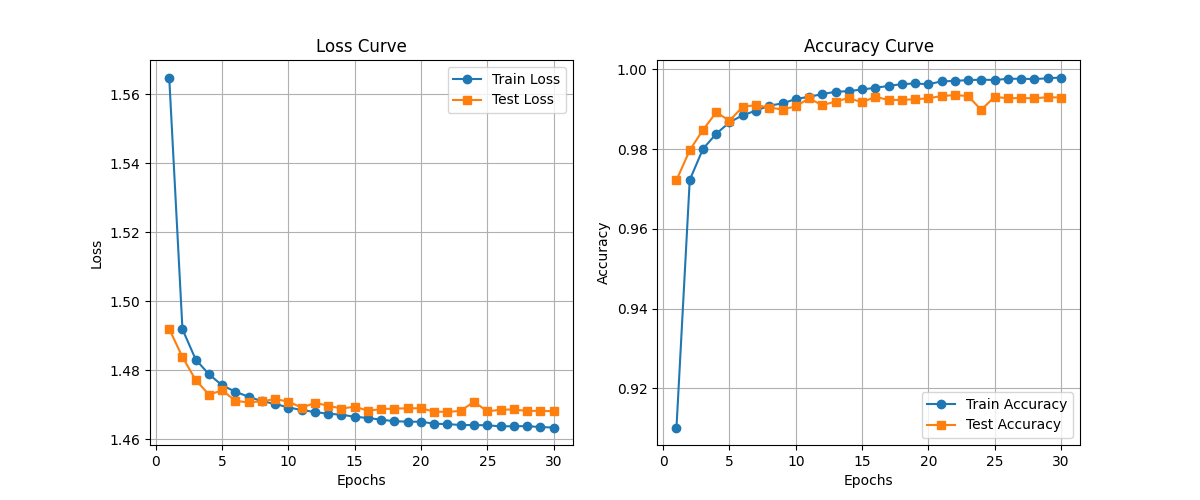 Loss Curve
Train Loss
Test Loss
1.56
1.54
1.52
1.50
1.48
1.46
Loss
0 5 10 15 20 25 30
Epochs
Accuracy Curve
1.00
0.98
0.96
0.94
0.92
Accuracy
Train Accuracy
Test Accuracy
0 5 10 15 20 25 30
Epochs